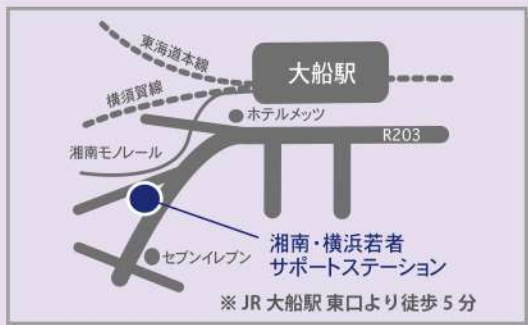 東海道本線
大船駅
横須賀線
ホテルメッツ
R203
湘南モノレール
湘南・横浜若者
サポートステーション
セブンイレブン
※JR 大船駅 東口より徒歩 5 分